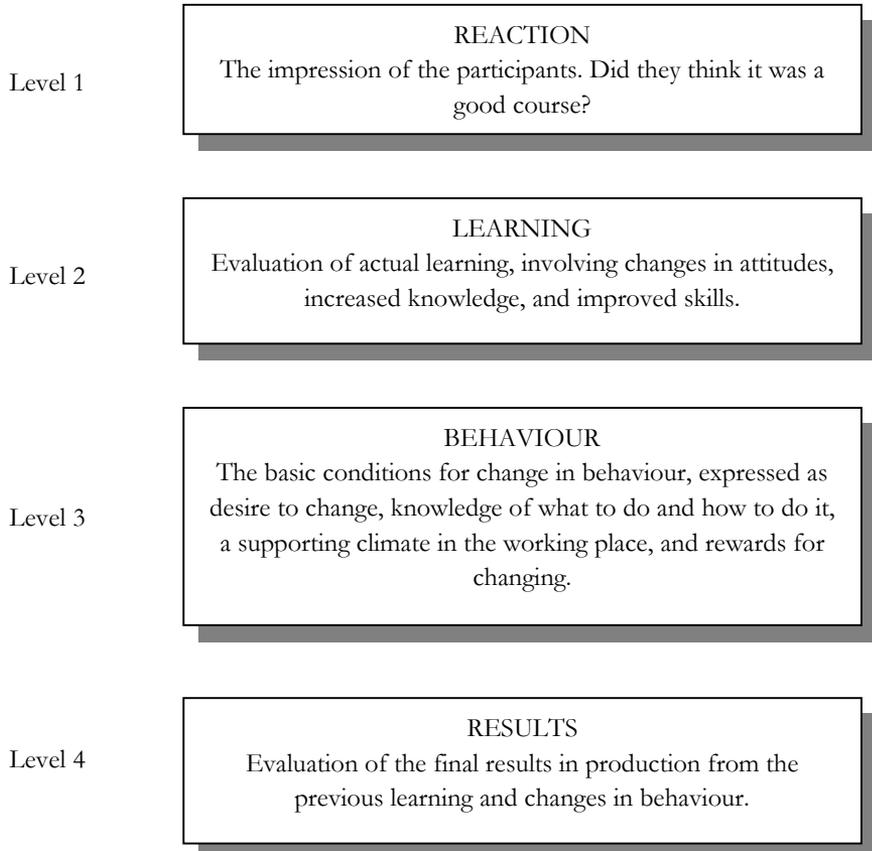 Level 1
REACTION
The impression of the participants. Did they think it was a
good course?
Level 2
LEARNING
Evaluation of actual learning, involving changes in attitudes,
increased knowledge, and improved skills.
Level 3
BEHAVIOUR
The basic conditions for change in behaviour, expressed as
desire to change, knowledge of what to do and how to do it,
a supporting climate in the working place, and rewards for
changing.
Level 4
RESULTS
Evaluation of the final results in production from the
previous learning and changes in behaviour.